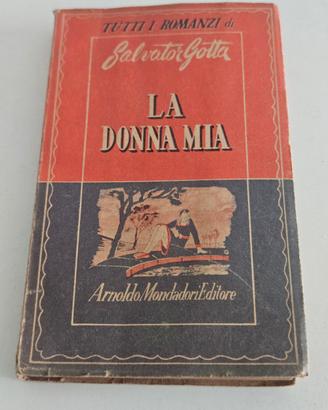 TUTTI I ROMANZI di
Salvator Gotta
LA
DONNA MIA
Arnoldo Mondadori Editore